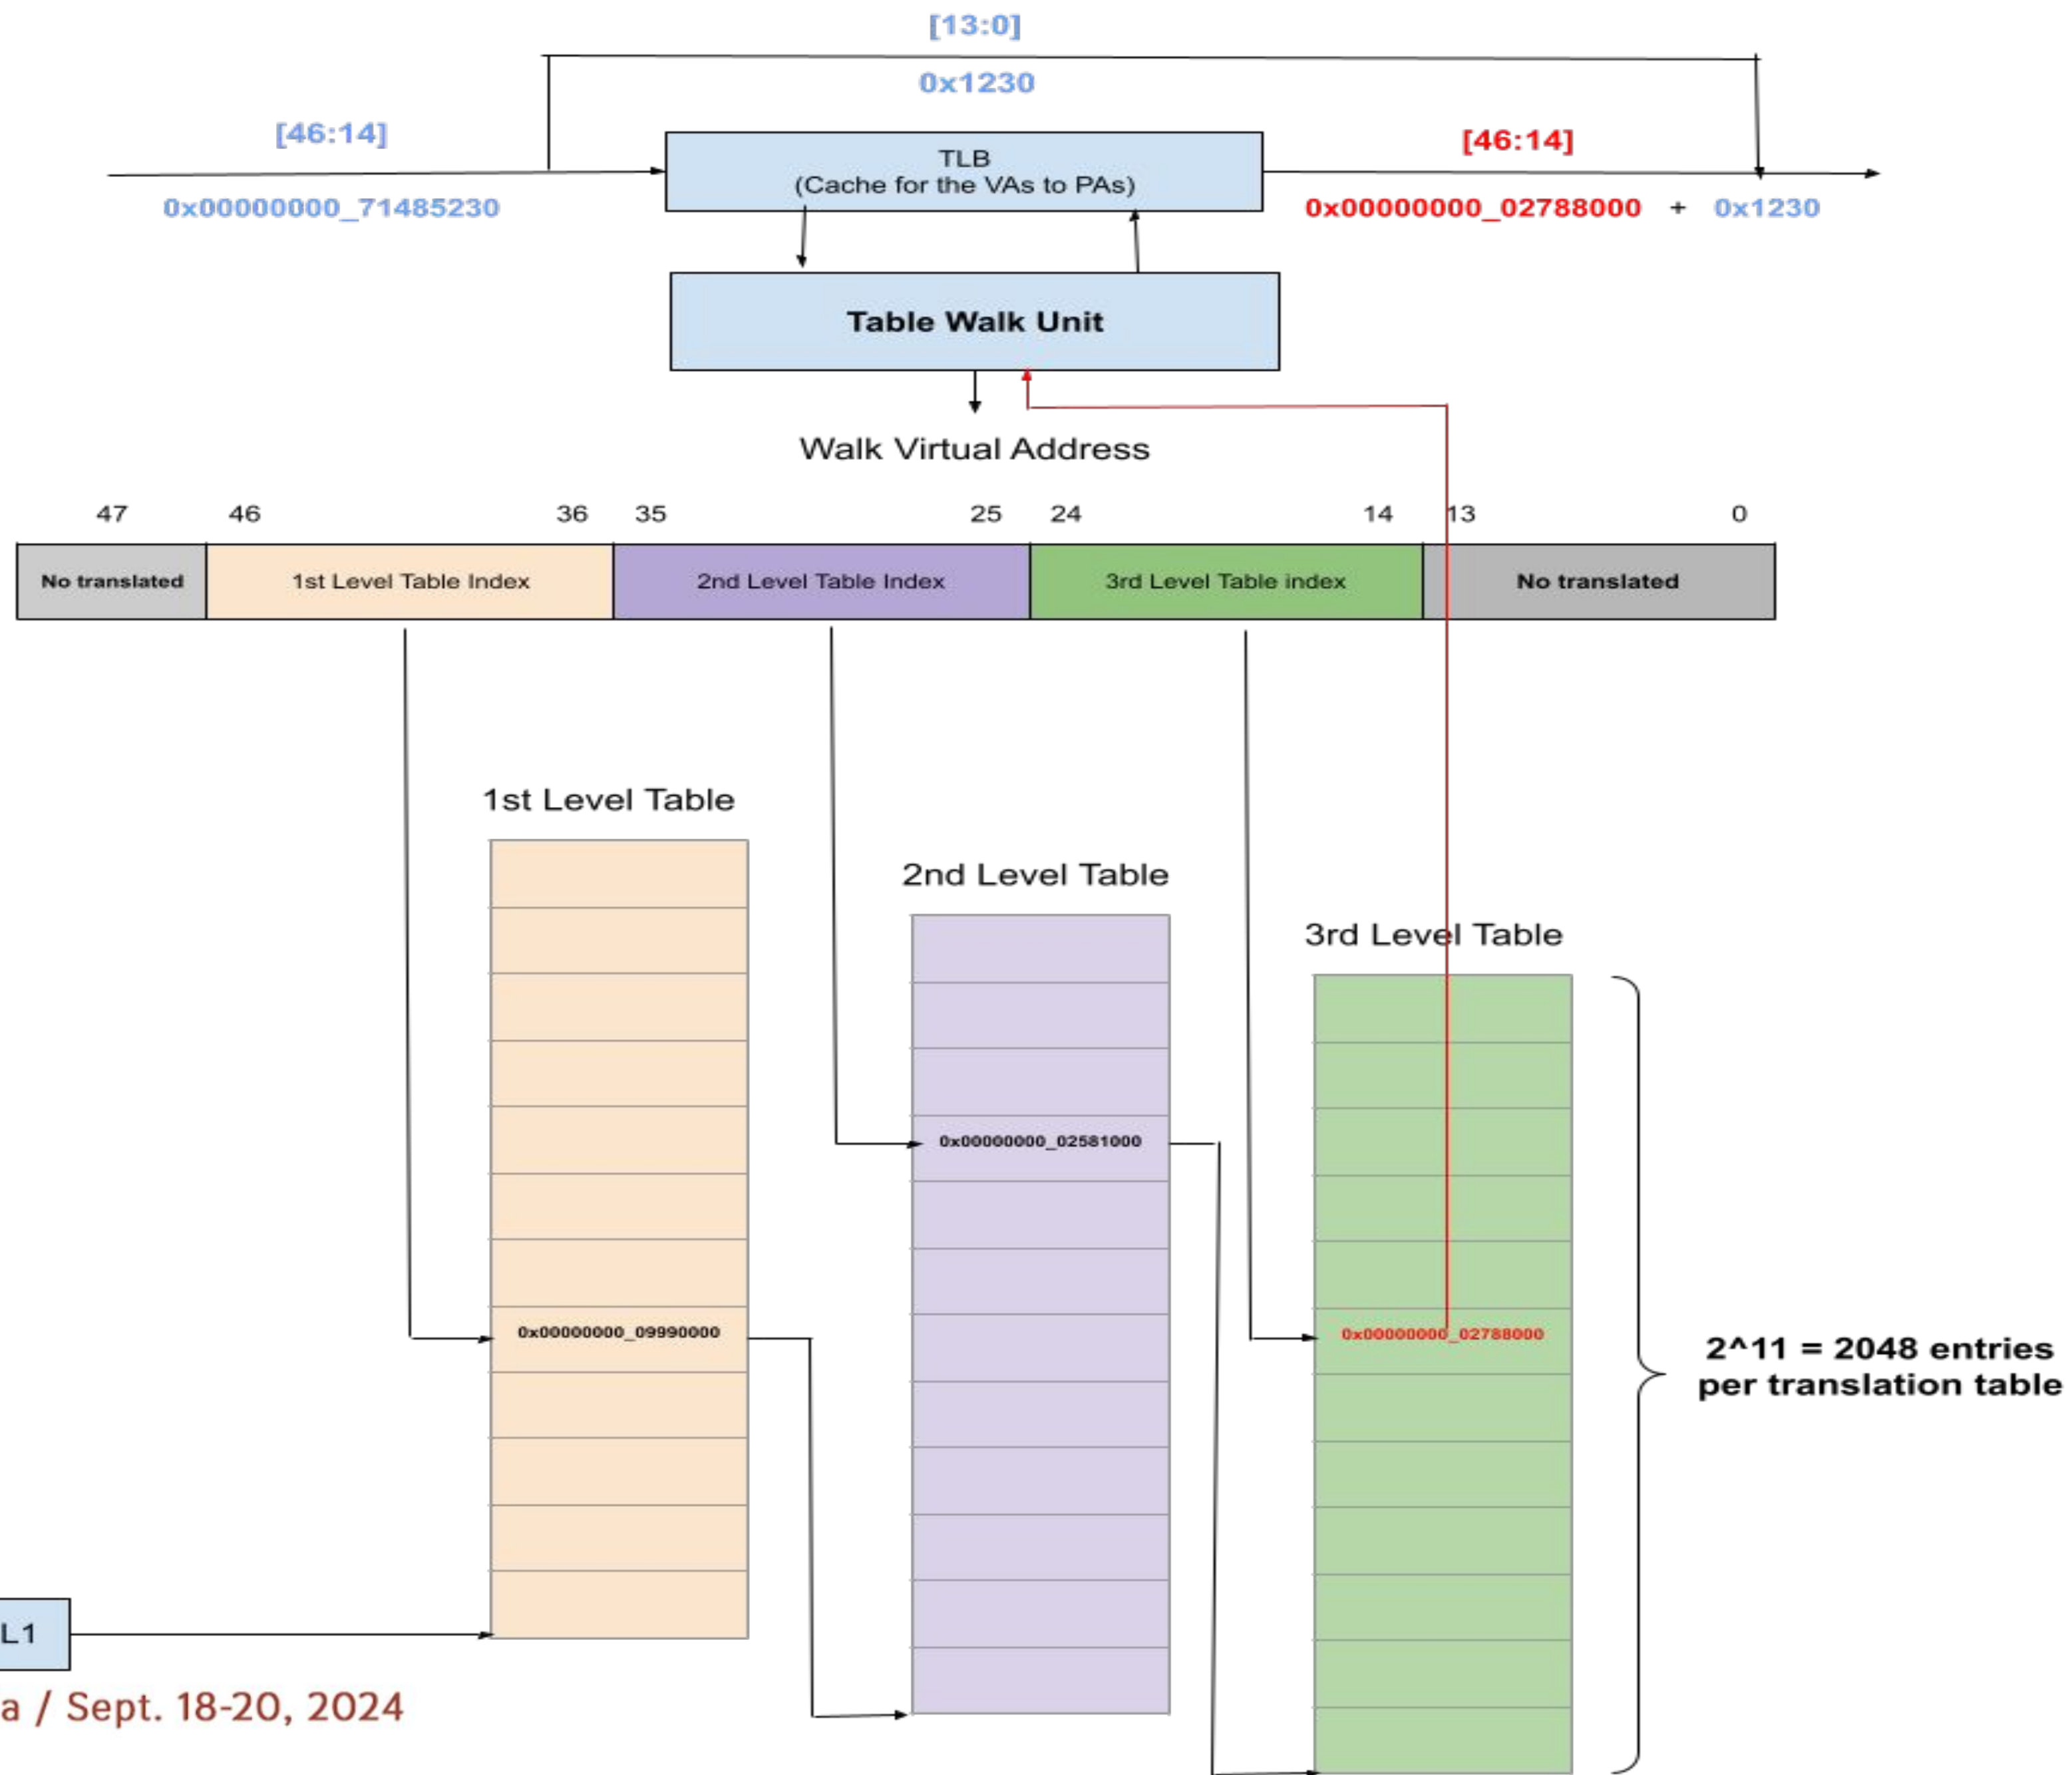 [13:0]
0x1230
[46:14]
0x00000000_71485230
TLB
(Cache for the VAs to PAs)
[46:14]
0x00000000_02788000 + 0x1230
Table Walk Unit
Walk Virtual Address
47 46 36 35 25 24 14 13 0
No translated 1st Level Table Index 2nd Level Table Index 3rd Level Table index No translated
1st Level Table
2nd Level Table
3rd Level Table
0x00000000_02581000
0x00000000_09990000
0x00000000_02788000
2^11 = 2048 entries
per translation table
L1
a / Sept. 18-20, 2024